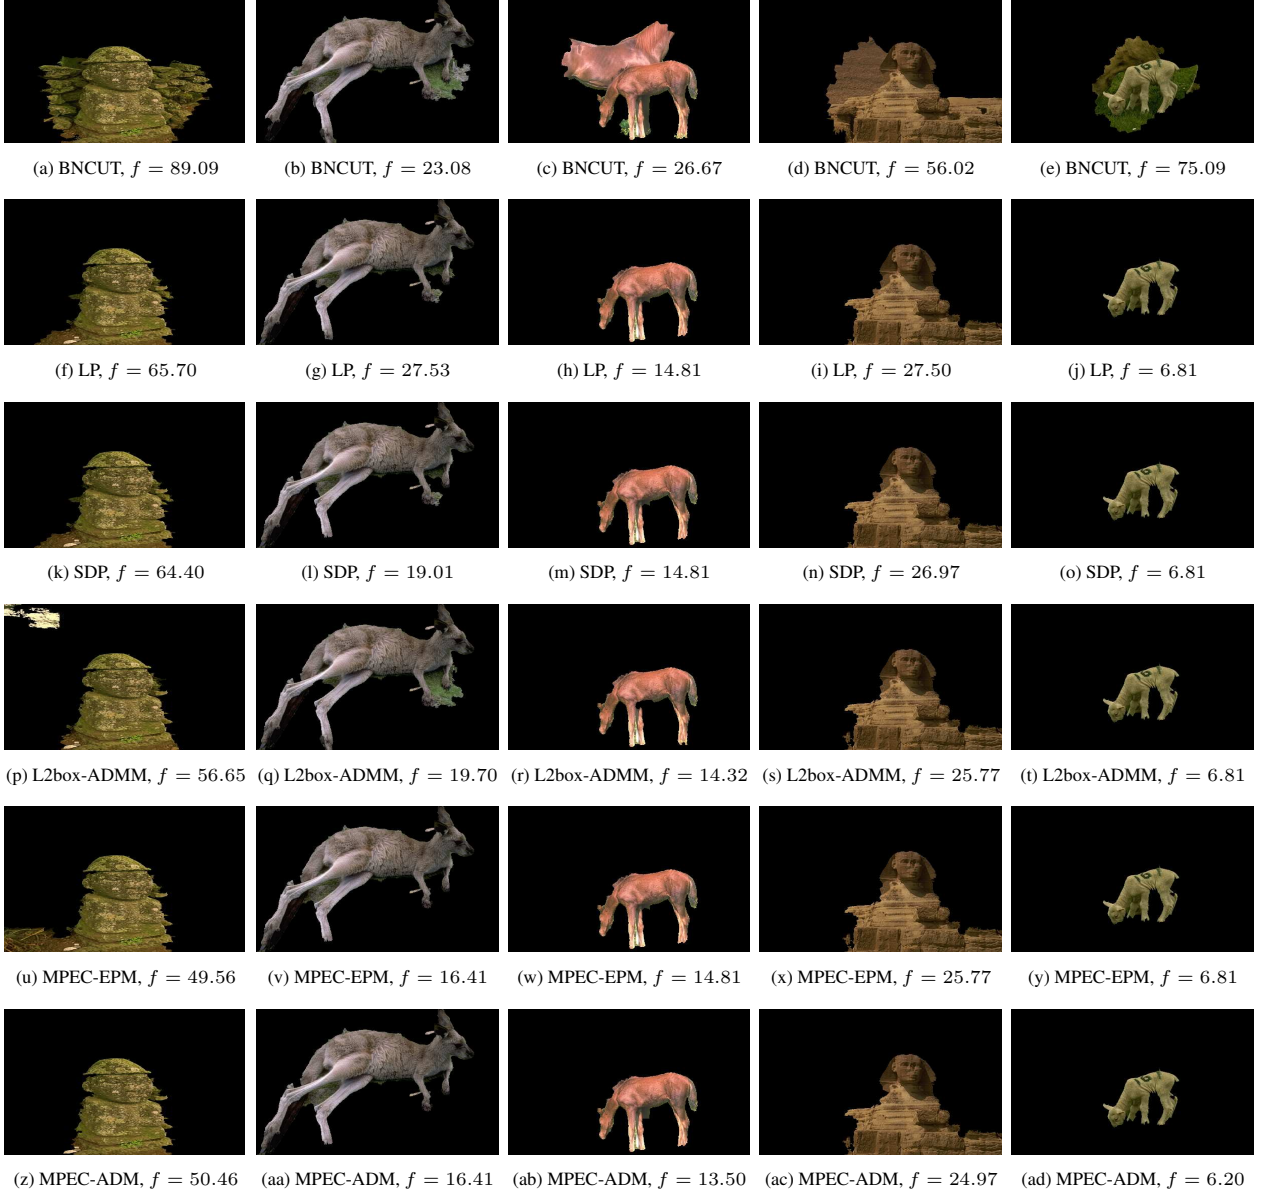 (a) BNCUT, f = 89.09 (b) BNCUT, f = 23.08 (c) BNCUT, f = 26.67 (d) BNCUT, f = 56.02 (e) BNCUT, f = 75.09
(f) LP, f = 65.70 (g) LP, f = 27.53 (h) LP, f = 14.81 (i) LP, f = 27.50 (j) LP, f = 6.81
(k) SDP, f = 64.40 (l) SDP, f = 19.01 (m) SDP, f = 14.81 (n) SDP, f = 26.97 (o) SDP, f = 6.81
(p) L2box-ADMM, f = 56.65 (q) L2box-ADMM, f = 19.70 (r) L2box-ADMM, f = 14.32 (s) L2box-ADMM, f = 25.77 (t) L2box-ADMM, f = 6.81
(u) MPEC-EPM, f = 49.56 (v) MPEC-EPM, f = 16.41 (w) MPEC-EPM, f = 14.81 (x) MPEC-EPM, f = 25.77 (y) MPEC-EPM, f = 6.81
(z) MPEC-ADM, f = 50.46 (aa) MPEC-ADM, f = 16.41 (ab) MPEC-ADM, f = 13.50 (ac) MPEC-ADM, f = 24.97 (ad) MPEC-ADM, f = 6.20